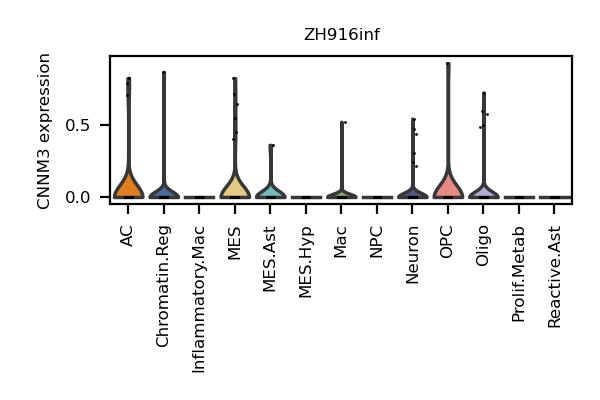 ZH916inf
CNNM3 expression
0.5
0.0
AC
Chromatin.Reg
Inflammatory.Mac
MES
MES.Ast
MES.Hyp
Mac
NPC
Neuron
OPC
Oligo
Prolif.Metab
Reactive.Ast